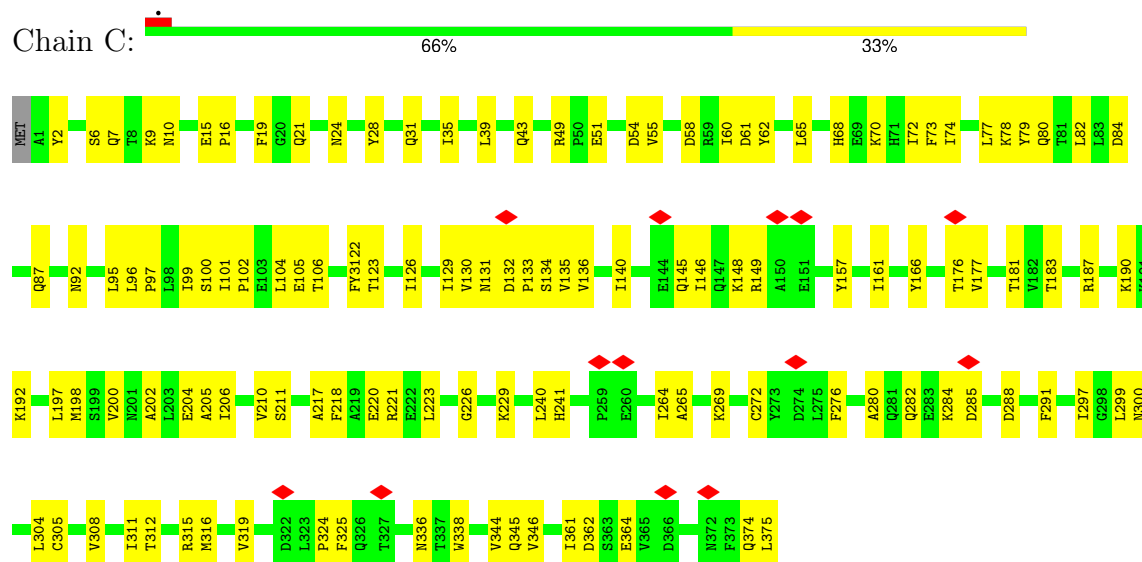 Chain C:
66% 33%
MET A1 Y2 S6 Q7 T8 K9 N10 E15 P16 F19 G20 Q21 N24 Y28 Q31 I35 L39 Q43 R49 P50 E51 D54 V55 D58 R59 I60 D61 Y62 L65 H68 E69 K70 H71 I72 F73 I74 L77 K78 Y79 Q80 T81 L82 L83 D84
Q87 N92 L95 L96 P97 L98 I99 S100 I101 P102 E103 L104 E105 T106 FY3122 T123 I126 I129 V130 N131 D132 P133 S134 V135 V136 I140 E144 Q145 I146 Q147 K148 R149 A150 E151 Y157 I161 Y166 T176 V177 T181 V182 T183 R187 K190
K192 L197 M198 S199 V200 N201 A202 L203 E204 A205 I206 V210 S211 A217 F218 A219 E220 R221 E222 L223 G226 K229 L240 H241 P259 E260 I264 A265 K269 C272 Y273 D274 L275 F276 A280 Q281 Q282 E283 K284 D285 D288 F291 I297 G298 L299 N300
L304 C305 V308 I311 T312 R315 M316 V319 D322 L323 P324 F325 Q326 T327 N336 T337 W338 V344 Q345 V346 I361 D362 S363 E364 V365 D366 N372 F373 Q374 L375